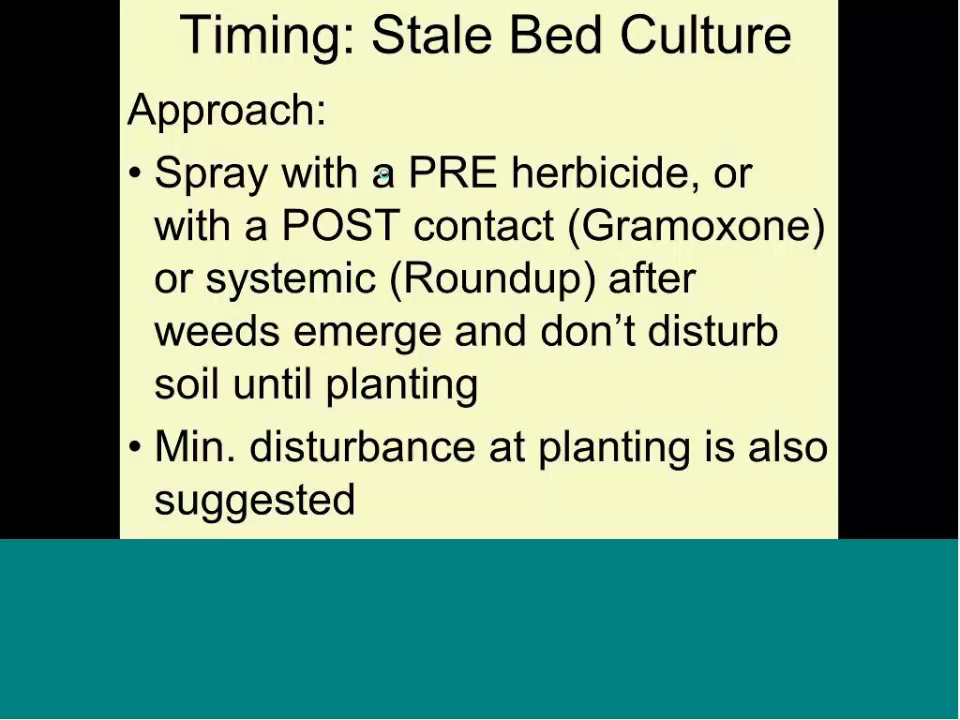 Timing: Stale Bed Culture
Approach:
• Spray with a PRE herbicide, or
with a POST contact (Gramoxone)
or systemic (Roundup) after
weeds emerge and don’t disturb
soil until planting
• Min. disturbance at planting is also
suggested